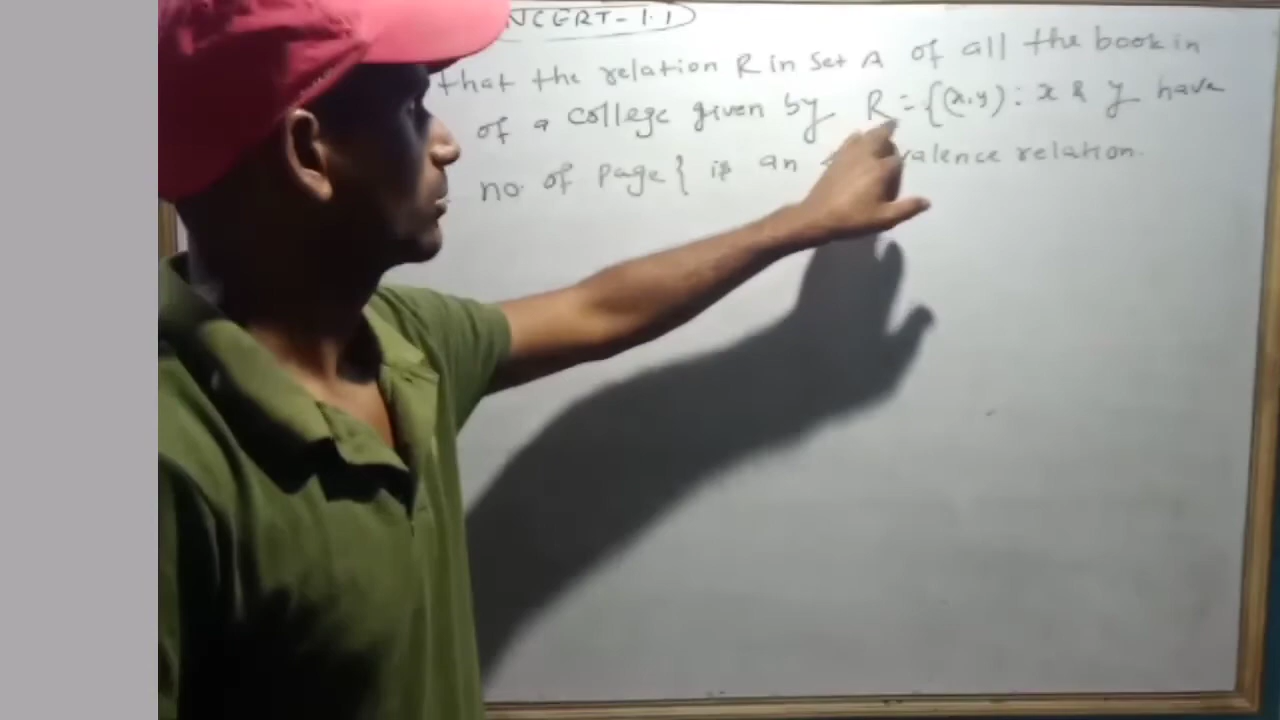 NCERT-1.1
that the relation R in set A of all the book in
of a college given by R = {(x,y) : x & y have
no. of page} is an valence relation.